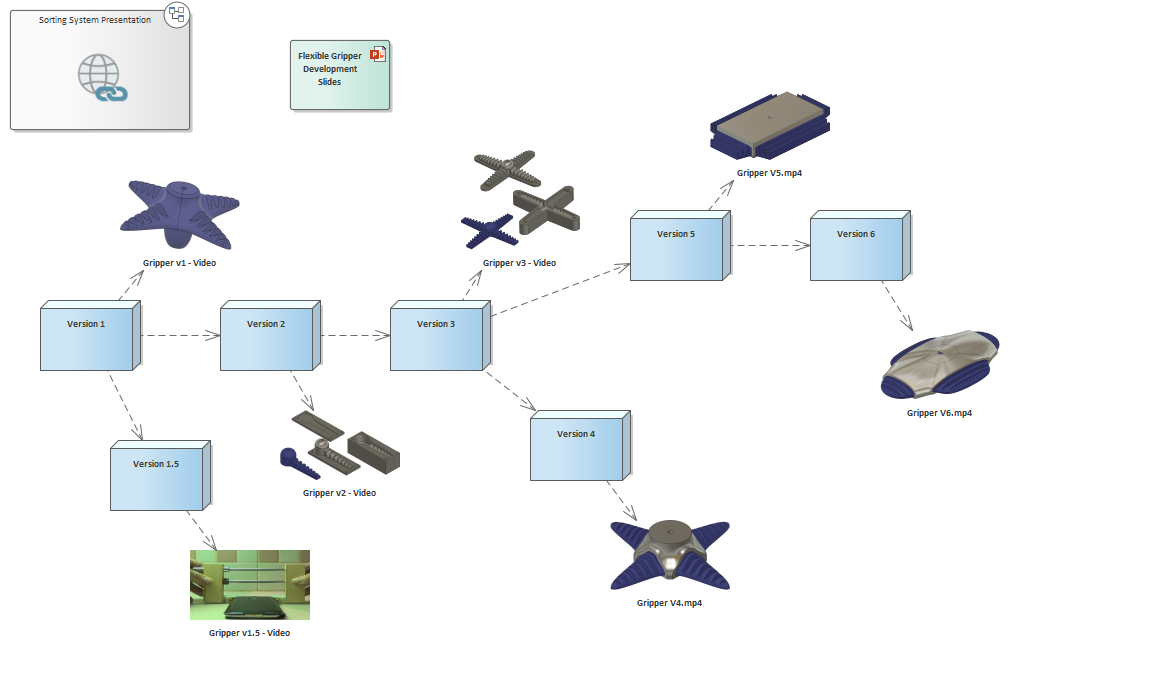 Sorting System Presentation
Flexible Gripper
Development
Slides
Gripper V5.mp4
Gripper v1 - Video
Gripper v3 - Video
Version 5
Version 6
Version 1
Version 2
Version 3
Gripper V6.mp4
Version 4
Version 1.5
Gripper v2 - Video
Gripper V4.mp4
Gripper v1.5 - Video